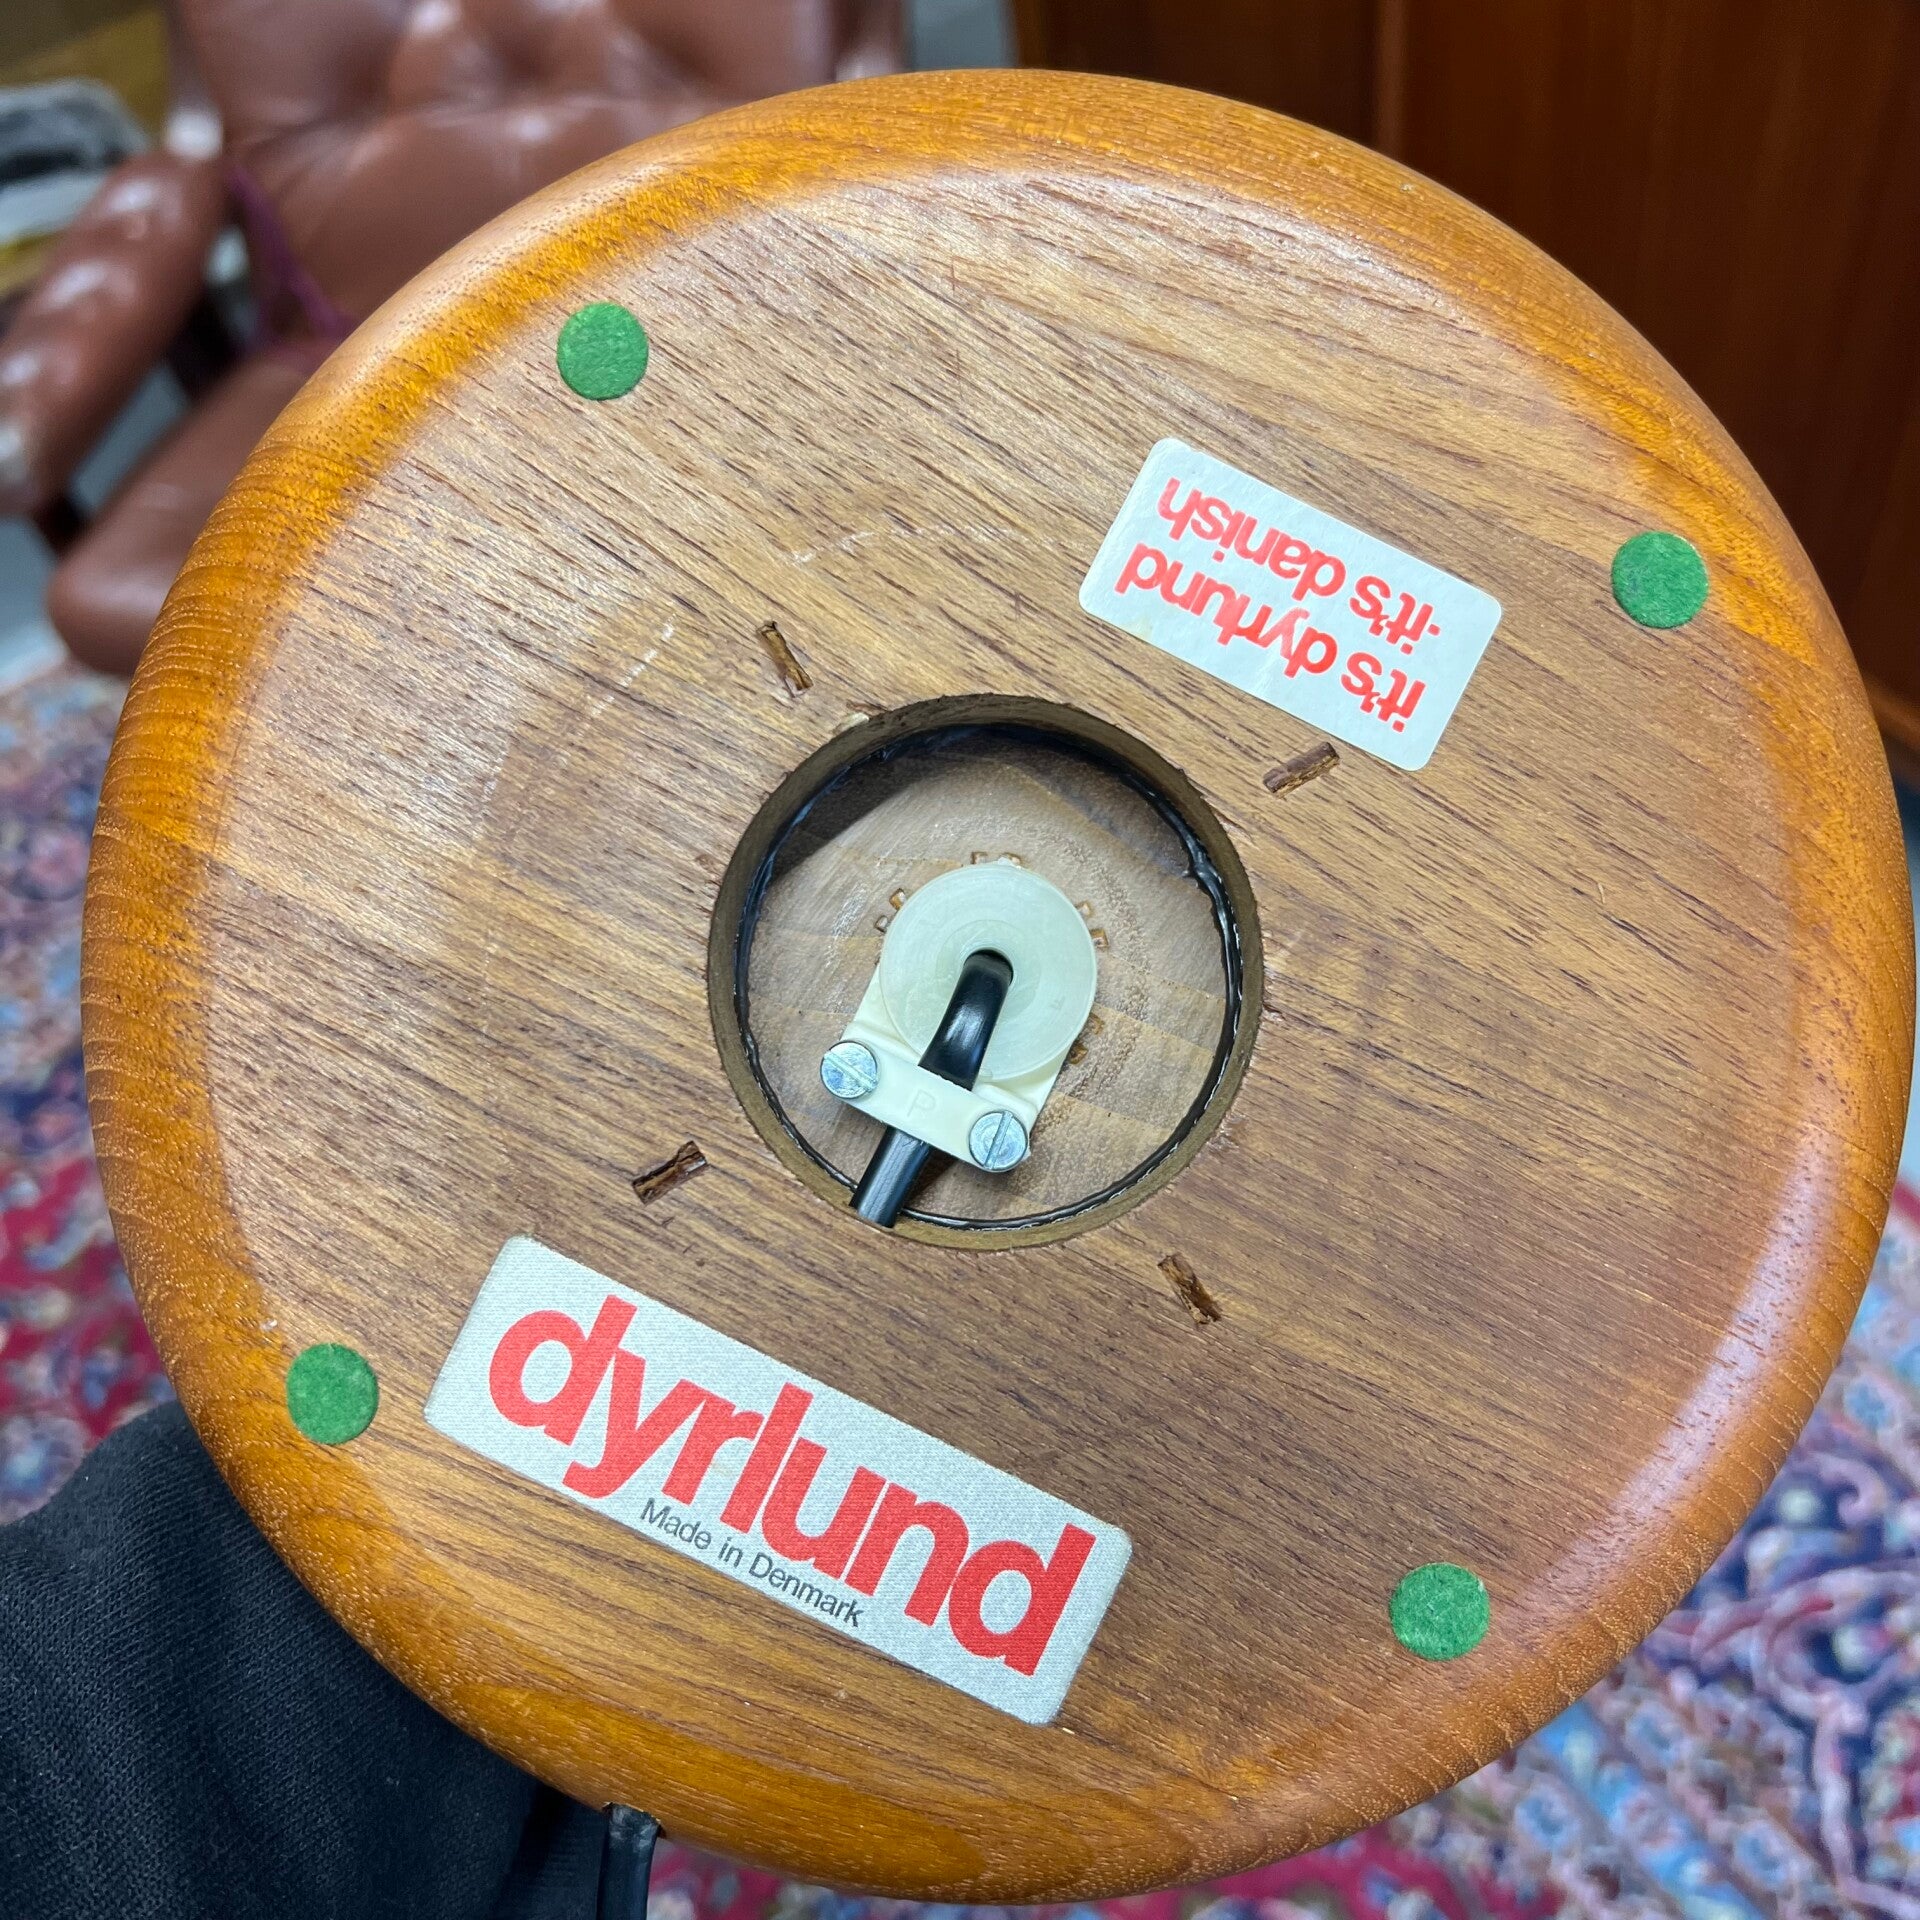 it's dyrlund
.it's danish
P
dyrlund
Made in Denmark